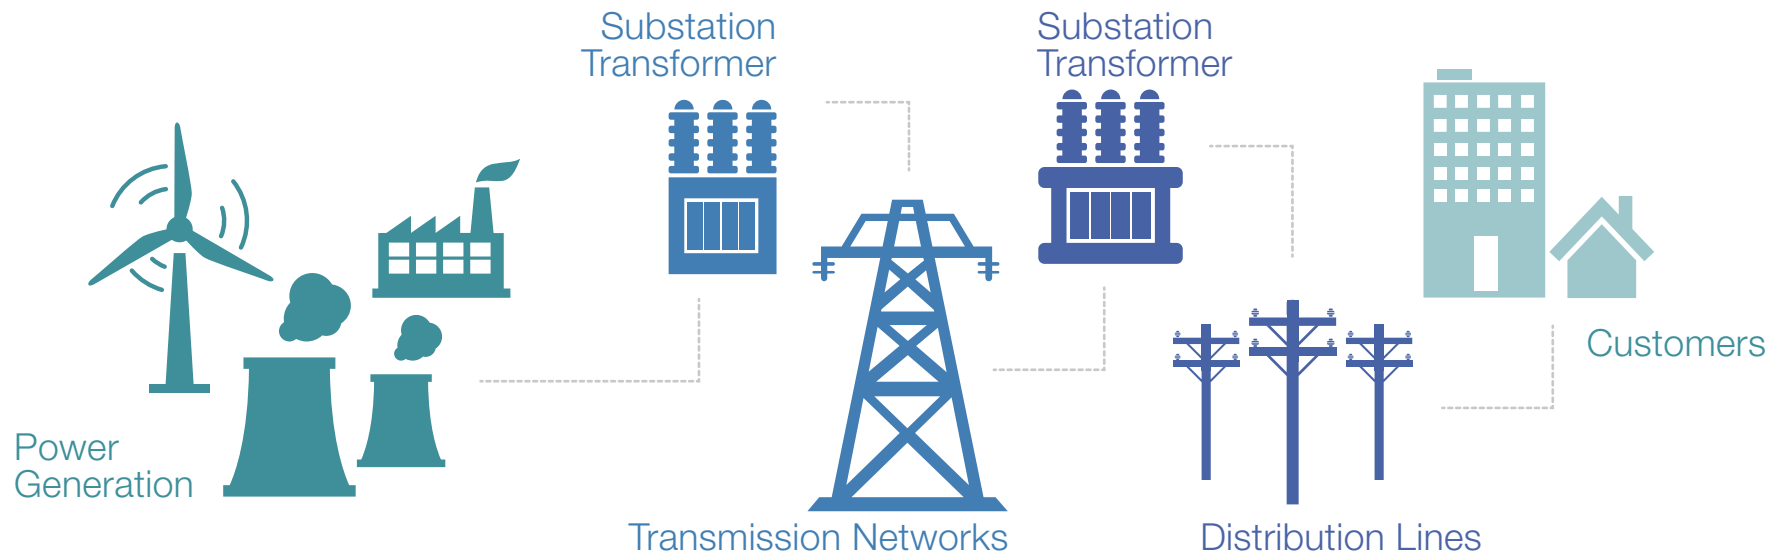 Substation
Transformer
Substation
Transformer
Customers
Power
Generation
Transmission Networks
Distribution Lines